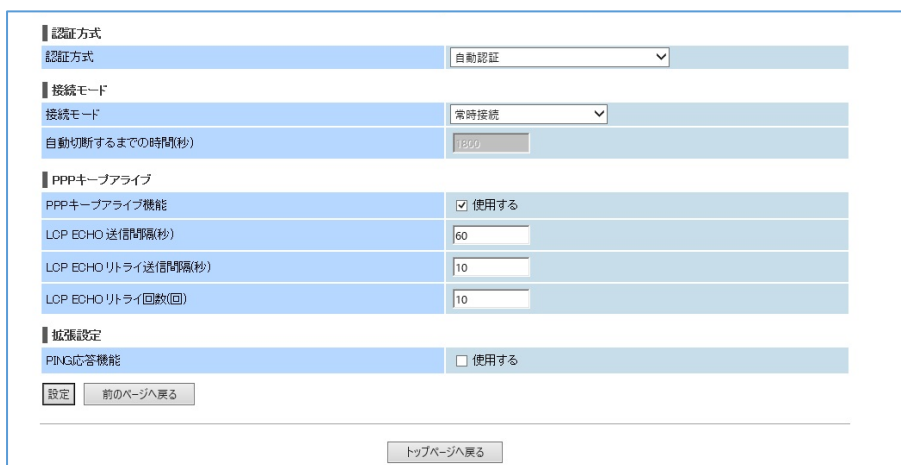 認証方式
認証方式 自動認証
接続モード
接続モード 常時接続
自動切断するまでの時間(秒) 1800
PPPキープアライブ
PPPキープアライブ機能 使用する
LCP ECHO 送信間隔(秒) 60
LCP ECHO リトライ送信間隔(秒) 10
LCP ECHO リトライ回数(回) 10
拡張設定
PING応答機能 使用する
設定 前のページへ戻る
トップページへ戻る